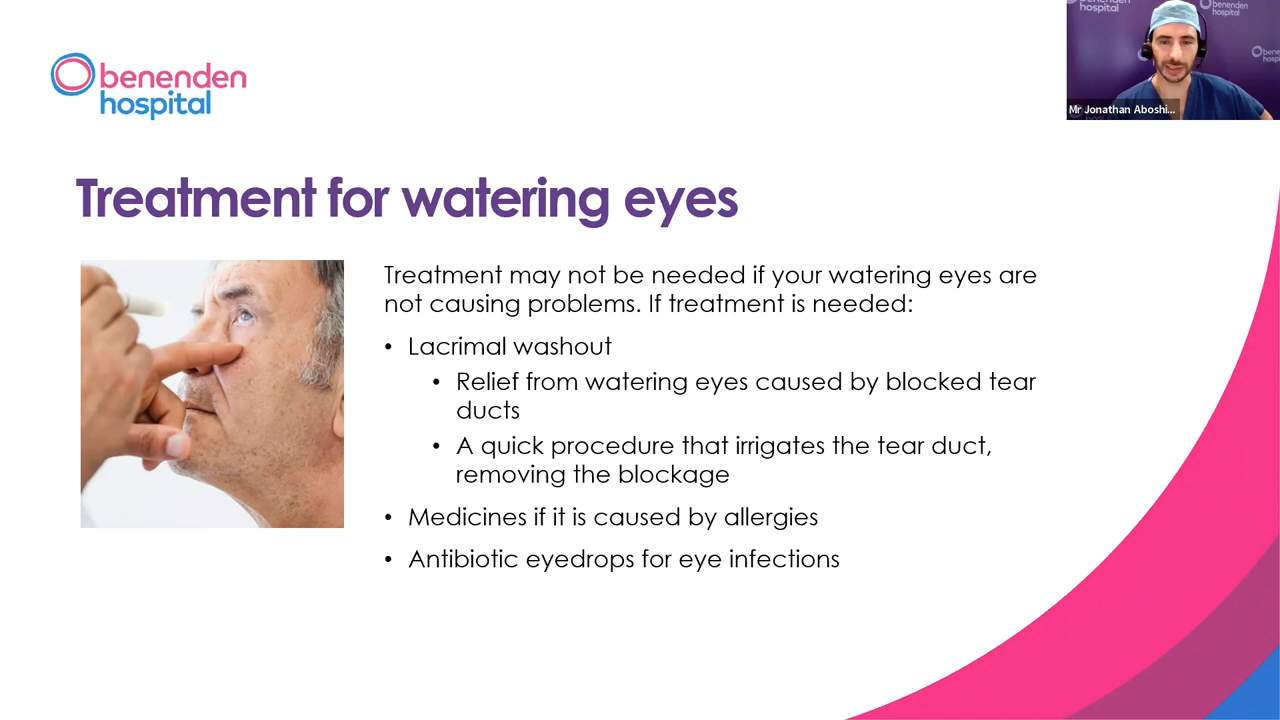 benenden
hospital
benenden
hospital
hospital
Mr Jonathan Aboshi...
Treatment for watering eyes
Treatment may not be needed if your watering eyes are
not causing problems. If treatment is needed:
• Lacrimal washout
• Relief from watering eyes caused by blocked tear
ducts
• A quick procedure that irrigates the tear duct,
removing the blockage
• Medicines if it is caused by allergies
• Antibiotic eyedrops for eye infections